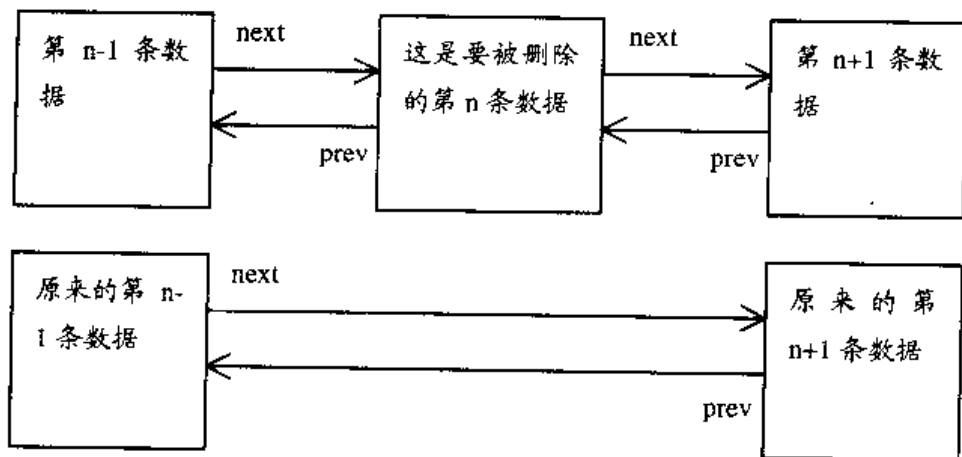 第 n-1 条数
据
next
prev
这是要被删除
的第 n 条数据
next
prev
第 n+1 条数
据
原来的第 n-
1 条数据
next
prev
原来的第
n+1 条数据